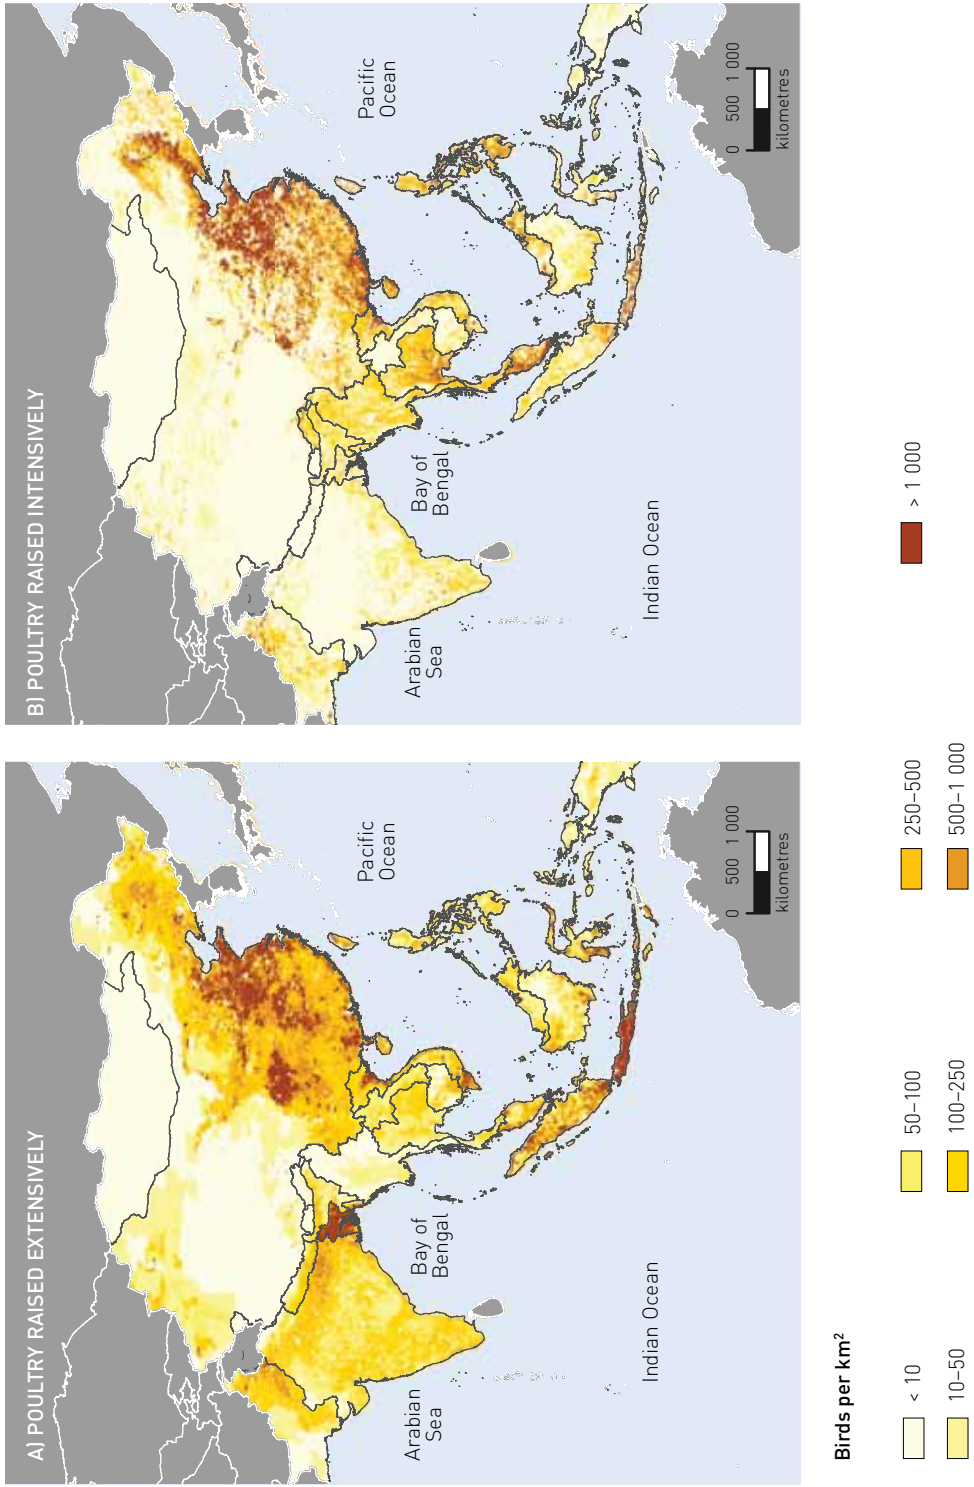 A) POULTRY RAISED EXTENSIVELY
Pacific
Ocean
Bay of
Bengal
Arabian
Sea
Indian Ocean
0 500 1 000
kilometres
B) POULTRY RAISED INTENSIVELY
Pacific
Ocean
Bay of
Bengal
Arabian
Sea
Indian Ocean
0 500 1 000
kilometres
Birds per km²
< 10
10–50
50–100
100–250
250–500
500–1 000
> 1 000